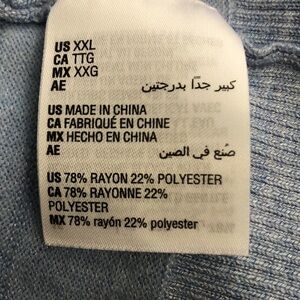 US XXL
CA TTG
MX XXG
AE كبير جدًا بدرجتين
US MADE IN CHINA
CA FABRIQUÉ EN CHINE
MX HECHO EN CHINA
AE صُنع في الصين
US 78% RAYON 22% POLYESTER
CA 78% RAYONNE 22%
POLYESTER
MX 78% rayón 22% polyester